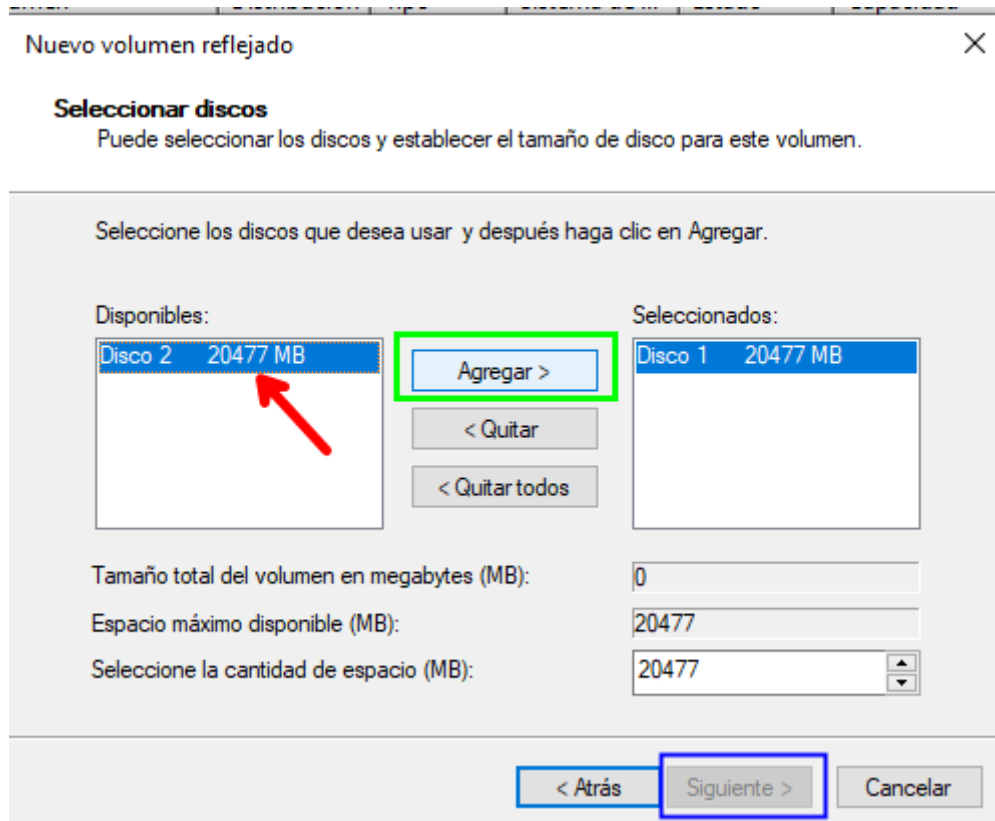 Nuevo volumen reflejado
Seleccionar discos
Puede seleccionar los discos y establecer el tamaño de disco para este volumen.
Seleccione los discos que desea usar y después haga clic en Agregar.
Disponibles:
Seleccionados:
Disco 2 20477 MB
Agregar >
Disco 1 20477 MB
< Quitar
< Quitar todos
Tamaño total del volumen en megabytes (MB): 0
Espacio máximo disponible (MB): 20477
Seleccione la cantidad de espacio (MB): 20477
< Atrás Siguiente > Cancelar